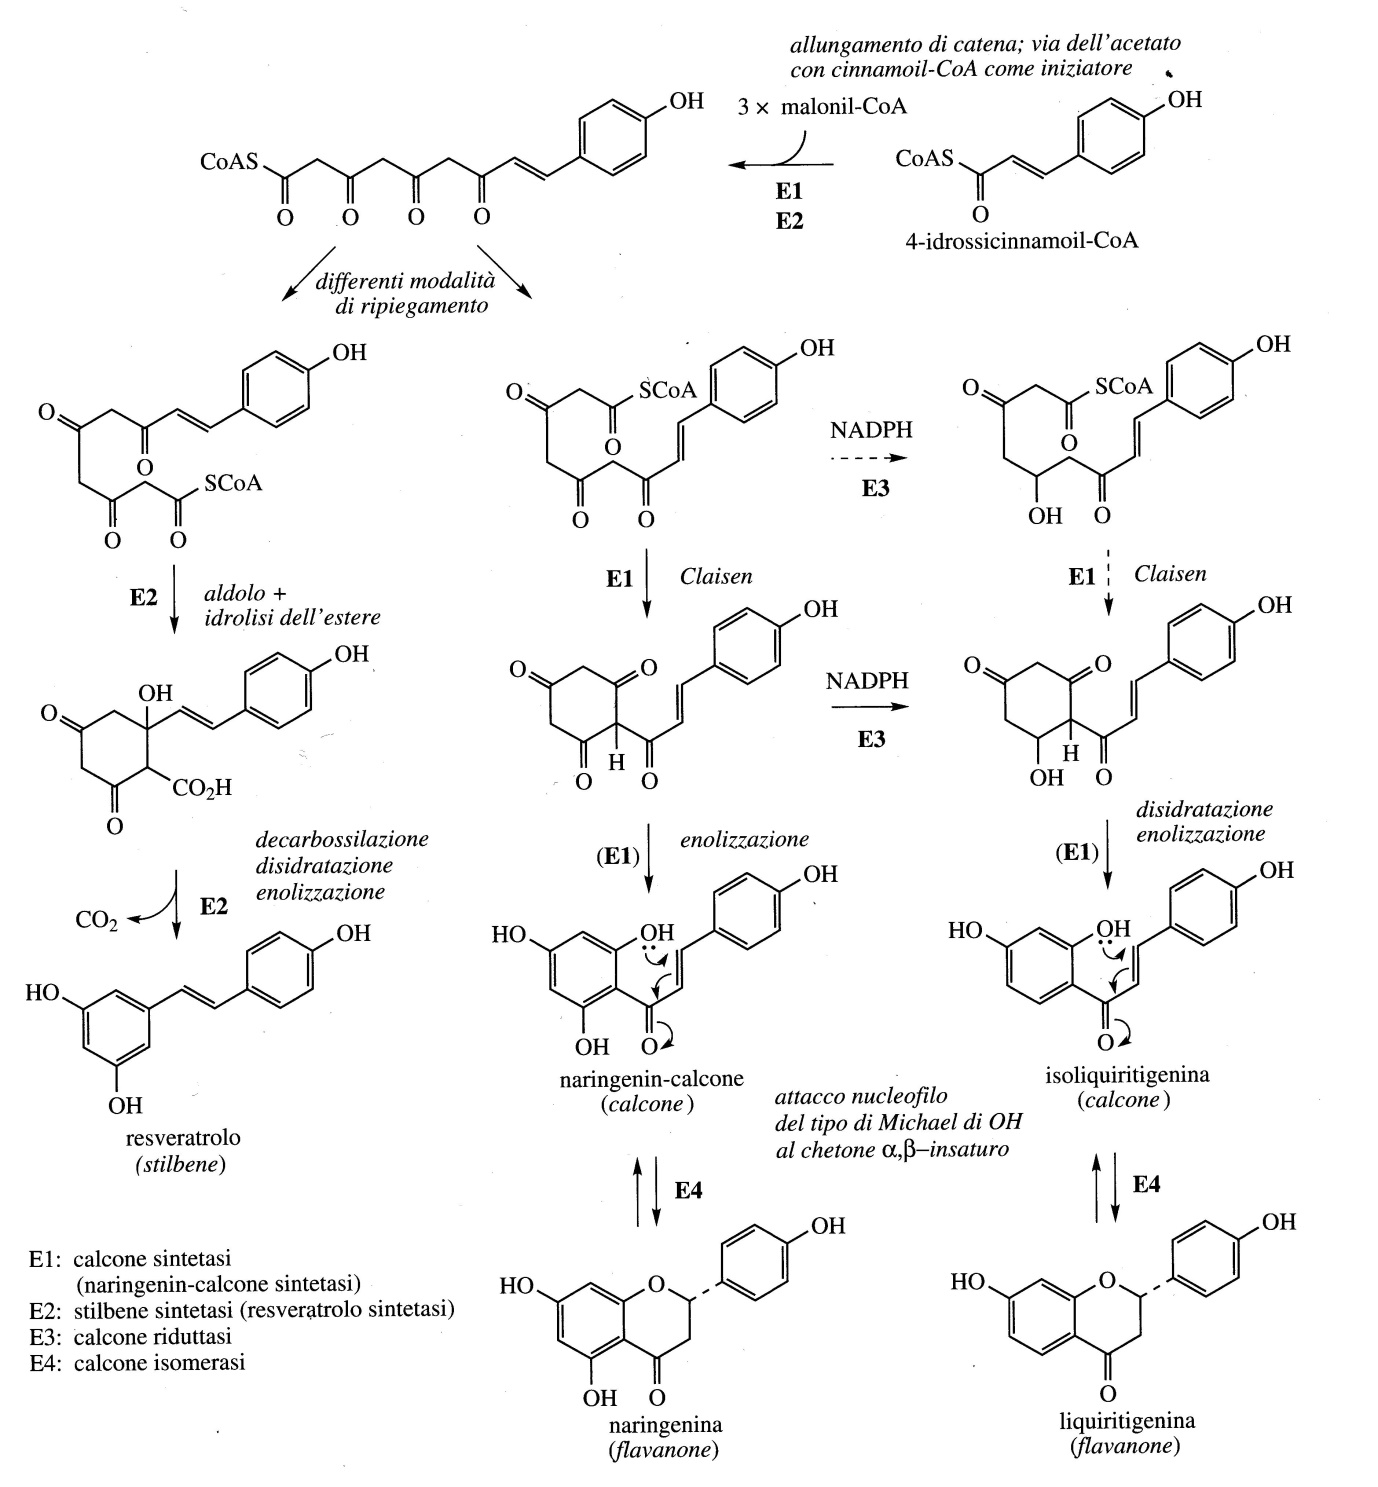 allungamento di catena; via dell'acetato
con cinnamoil-CoA come iniziatore
OH
3 × malonil-CoA
OH
CoAS
O
O
O
O
E1
E2
CoAS
O
4-idrossicinnamoil-CoA
differenti modalità
di ripiegamento
OH
O
O
SCoA
O
O
OH
O
SCoA
O
O
O
NADPH
E3
OH
O
SCoA
O
OH
O
E2
aldolo +
idrolisi dell'estere
E1
Claisen
E1
Claisen
OH
OH
O
CO2H
O
OH
O
O
H
O
O
NADPH
E3
OH
O
O
H
OH
O
decarbossilazione
disidratazione
enolizzazione
CO2
E2
(E1)
enolizzazione
disidratazione
enolizzazione
(E1)
OH
HO
OH
resveratrolo
(stilbene)
OH
HO
OH
OH
O
naringenin-calcone
(calcone)
OH
HO
OH
O
isoliquiritigenina
(calcone)
attacco nucleofilo
del tipo di Michael di OH
al chetone α,β–insaturo
E4
E4
OH
HO
O
OH
O
naringenina
(flavanone)
OH
HO
O
O
liquiritigenina
(flavanone)
E1: calcone sintetasi
(naringenin-calcone sintetasi)
E2: stilbene sintetasi (resveratrolo sintetasi)
E3: calcone riduttasi
E4: calcone isomerasi